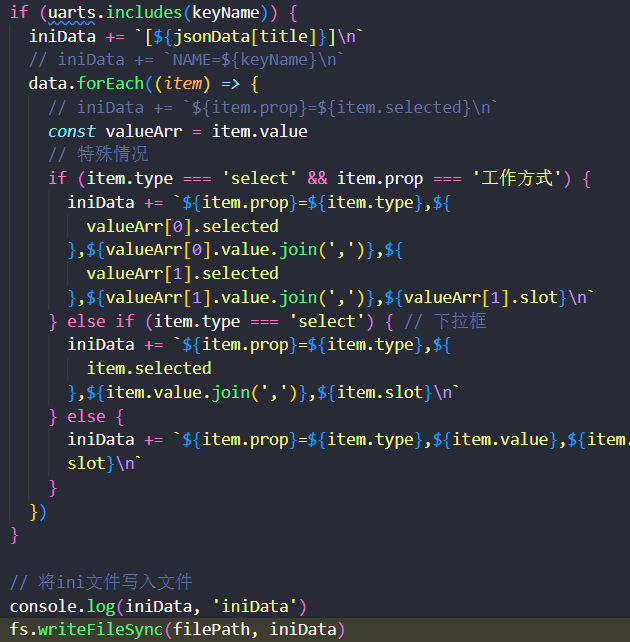 if (uarts.includes(keyName)) {
iniData += `[${jsonData[title]}]\n`
// iniData += `NAME=${keyName}\n`
data.forEach((item) => {
// iniData += `${item.prop}=${item.selected}\n`
const valueArr = item.value
// 特殊情况
if (item.type === 'select' && item.prop === '工作方式') {
iniData += `${item.prop}=${item.type},${
valueArr[0].selected
},${valueArr[0].value.join(',')},${
valueArr[1].selected
},${valueArr[1].value.join(',')},${valueArr[1].slot}\n`
} else if (item.type === 'select') { // 下拉框
iniData += `${item.prop}=${item.type},${
item.selected
},${item.value.join(',')},${item.slot}\n`
} else {
iniData += `${item.prop}=${item.type},${item.value},${item.
slot}\n`
}
})
}
// 将ini文件写入文件
console.log(iniData, 'iniData')
fs.writeFileSync(filePath, iniData)